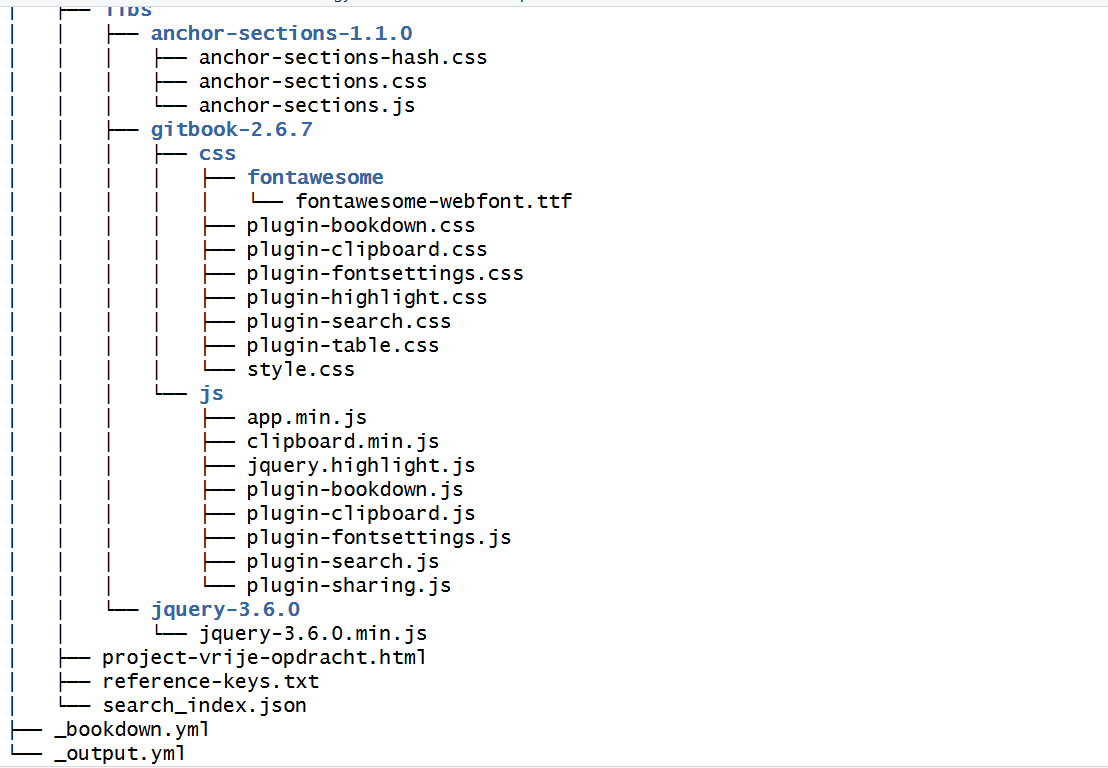 ├── libs
│ │ ├── anchor-sections-1.1.0
│ │ │ ├── anchor-sections-hash.css
│ │ │ ├── anchor-sections.css
│ │ │ └── anchor-sections.js
│ │ ├── gitbook-2.6.7
│ │ │ ├── css
│ │ │ │ ├── fontawesome
│ │ │ │ │ └── fontawesome-webfont.ttf
│ │ │ │ ├── plugin-bookdown.css
│ │ │ │ ├── plugin-clipboard.css
│ │ │ │ ├── plugin-fontsettings.css
│ │ │ │ ├── plugin-highlight.css
│ │ │ │ ├── plugin-search.css
│ │ │ │ ├── plugin-table.css
│ │ │ │ └── style.css
│ │ │ └── js
│ │ │ ├── app.min.js
│ │ │ ├── clipboard.min.js
│ │ │ ├── jquery.highlight.js
│ │ │ ├── plugin-bookdown.js
│ │ │ ├── plugin-clipboard.js
│ │ │ ├── plugin-fontsettings.js
│ │ │ ├── plugin-search.js
│ │ │ └── plugin-sharing.js
│ │ └── jquery-3.6.0
│ │ └── jquery-3.6.0.min.js
│ ├── project-vrije-opdracht.html
│ ├── reference-keys.txt
│ └── search_index.json
├── _bookdown.yml
└── _output.yml